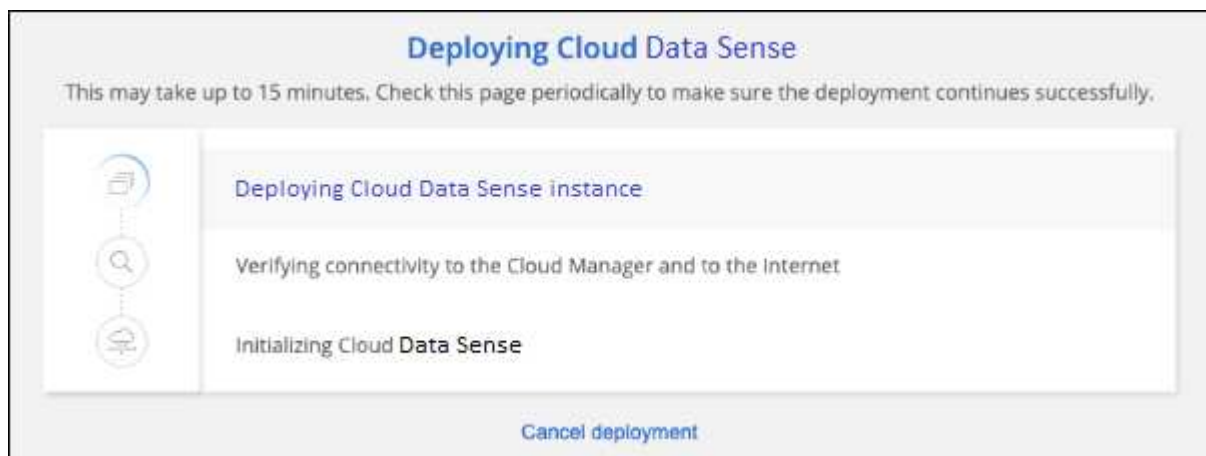 Deploying Cloud Data Sense
This may take up to 15 minutes. Check this page periodically to make sure the deployment continues successfully.
Deploying Cloud Data Sense instance
Verifying connectivity to the Cloud Manager and to the Internet
Initializing Cloud Data Sense
Cancel deployment